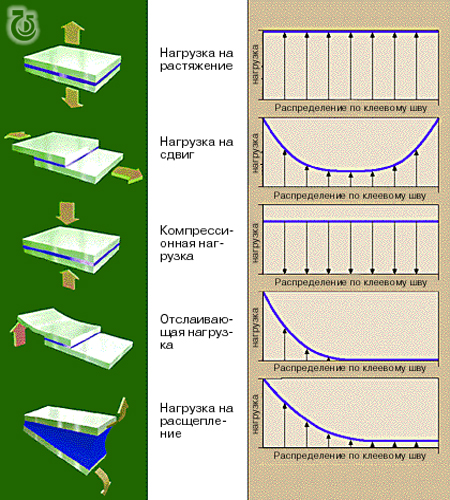 Нагрузка на
растяжение
нагрузка
Распределение по клеевому шву
Нагрузка на
сдвиг
нагрузка
Распределение по клеевому шву
Компресси-
онная наг-
рузка
нагрузка
Распределение по клеевому шву
Отслаиваю-
щая нагруз-
ка
нагрузка
Распределение по клеевому шву
Нагрузка на
расщепле-
ние
нагрузка
Распределение по клеевому шву